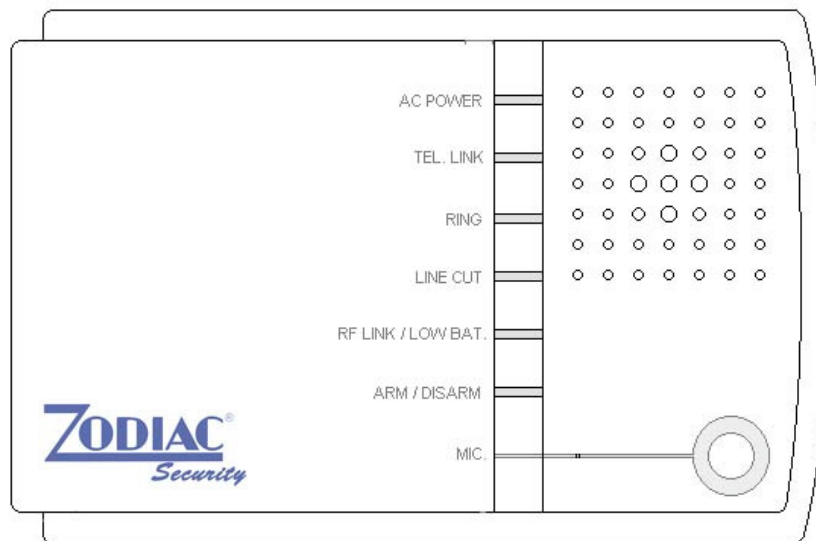 AC POWER
TEL. LINK
RING
LINE CUT
RF LINK / LOW BAT.
ARM / DISARM
MIC.
ZODIAC®
Security